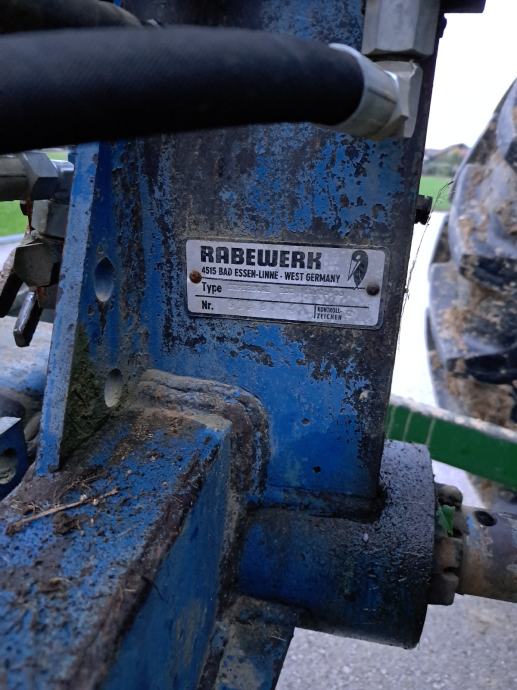 RABEWERK
4515 BAD ESSEN-LINNE - WEST GERMANY
Type
Nr.
KONTROLL-
ZEICHEN